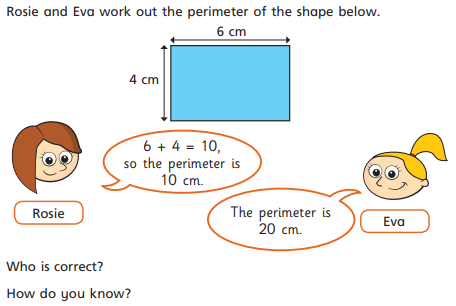 Rosie and Eva work out the perimeter of the shape below.
6 cm
4 cm
6 + 4 = 10,
so the perimeter is
10 cm.
Rosie
The perimeter is
20 cm.
Eva
Who is correct?
How do you know?